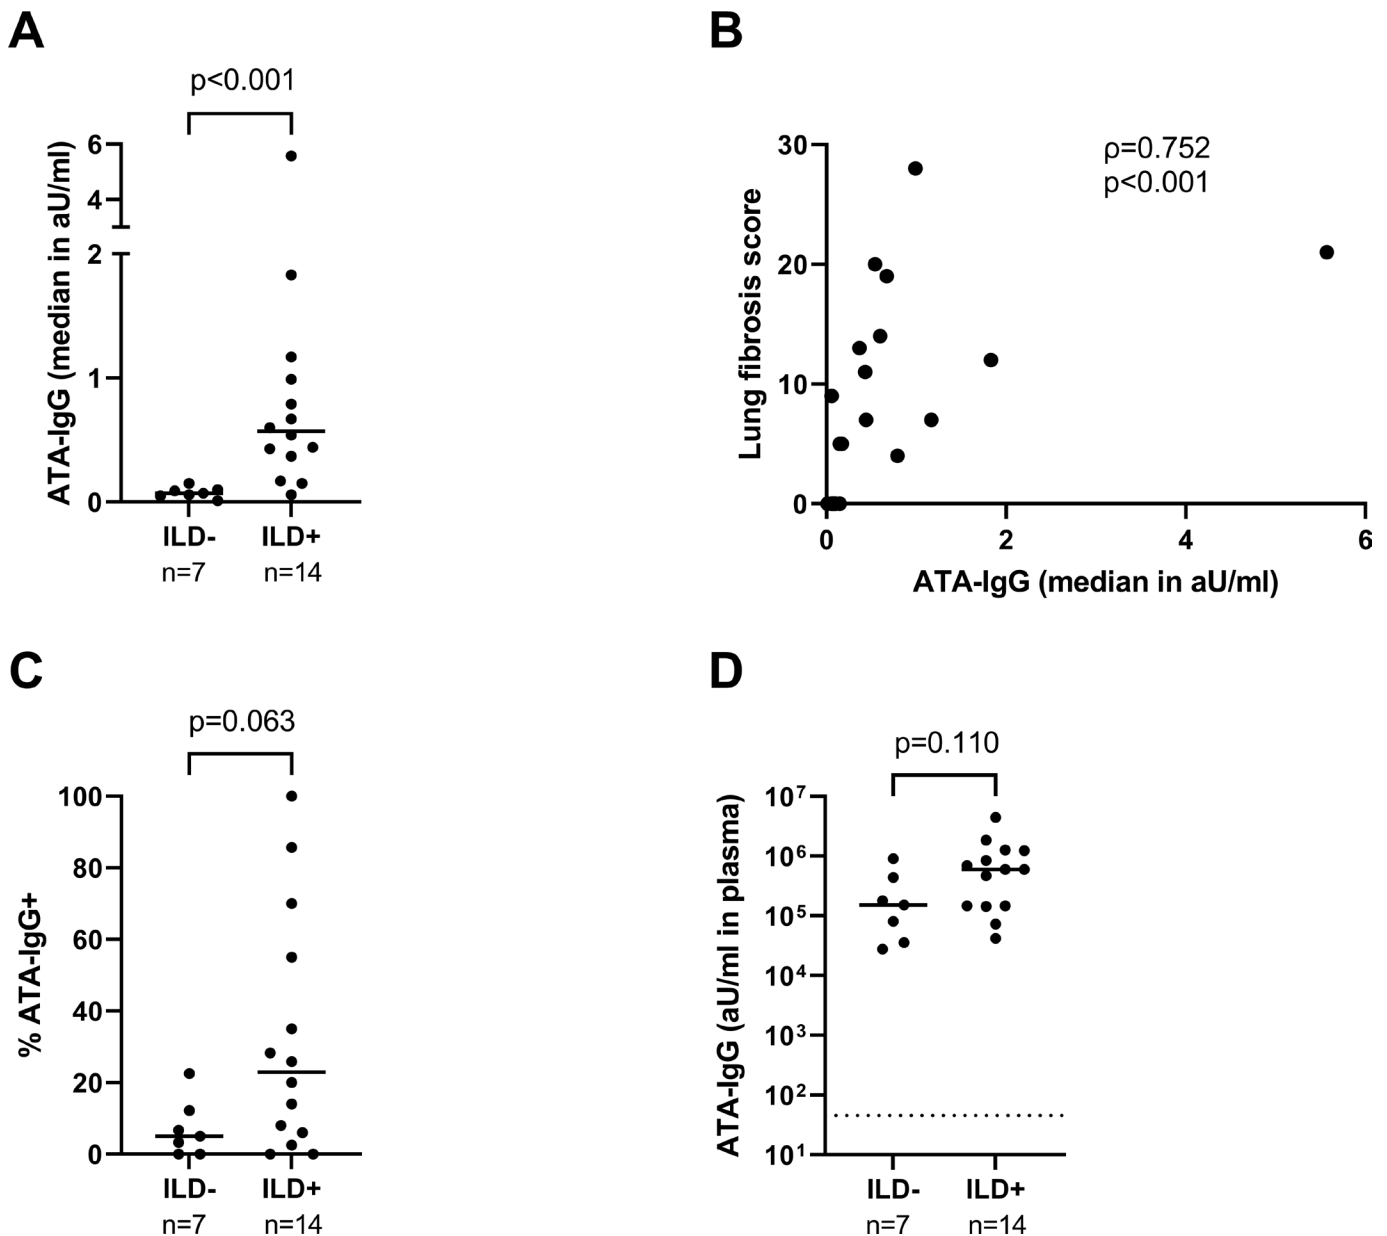 A
p<0.001
ATA-IgG (median in aU/ml)
6
4
2
1
0
ILD-
ILD+
n=7
n=14
B
ρ=0.752
p<0.001
Lung fibrosis score
30
20
10
0
0
2
4
6
ATA-IgG (median in aU/ml)
C
p=0.063
% ATA-IgG+
100
80
60
40
20
0
ILD-
ILD+
n=7
n=14
D
p=0.110
ATA-IgG (aU/ml in plasma)
10⁷
10⁶
10⁵
10⁴
10³
10²
10¹
ILD-
ILD+
n=7
n=14